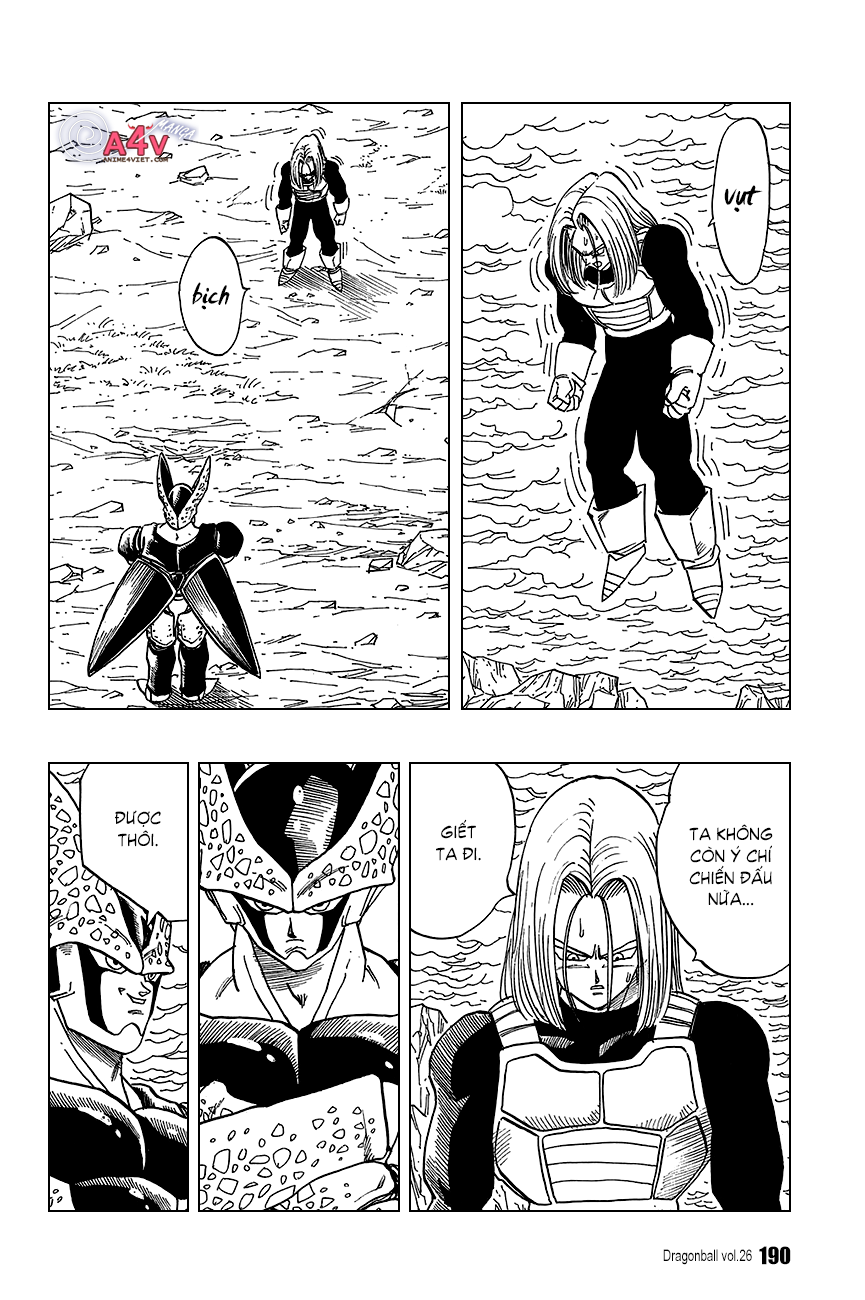 vụt
A4V
MANGA
ANIME4VIET.COM
bịch
TA KHÔNG
CÒN Ý CHÍ
CHIẾN ĐẤU
NỮA...
GIẾT
TA ĐI.
ĐƯỢC
THÔI.
Dragonball vol.26 190